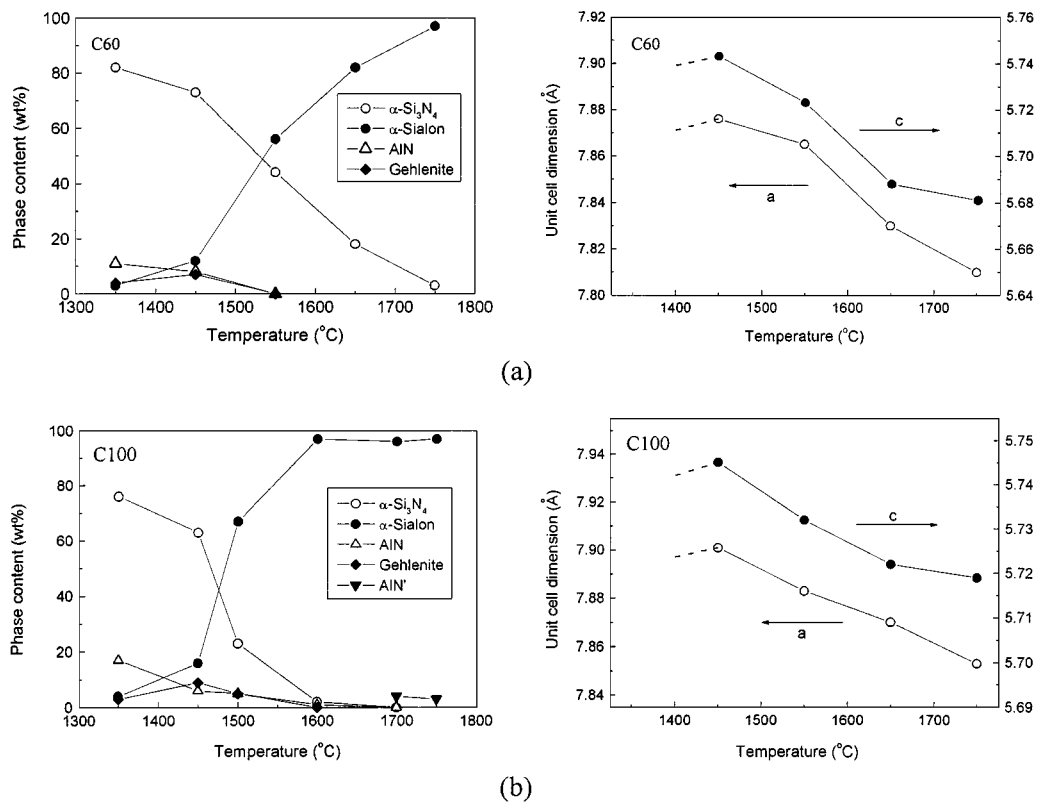 C60
Phase content (wt%)
100
80
60
40
20
0
α-Si₃N₄
α-Sialon
AlN
Gehlenite
1300 1400 1500 1600 1700 1800
Temperature (°C)
C60
Unit cell dimension (Å)
7.92
7.90
7.88
7.86
7.84
7.82
7.80
5.76
5.74
5.72
5.70
5.68
5.66
5.64
c
a
1400 1500 1600 1700
Temperature (°C)
(a)
C100
Phase content (wt%)
100
80
60
40
20
0
α-Si₃N₄
α-Sialon
AlN
Gehlenite
AlN'
1300 1400 1500 1600 1700 1800
Temperature (°C)
C100
Unit cell dimension (Å)
7.94
7.92
7.90
7.88
7.86
7.84
5.75
5.74
5.73
5.72
5.71
5.70
5.69
c
a
1400 1500 1600 1700
Temperature (°C)
(b)